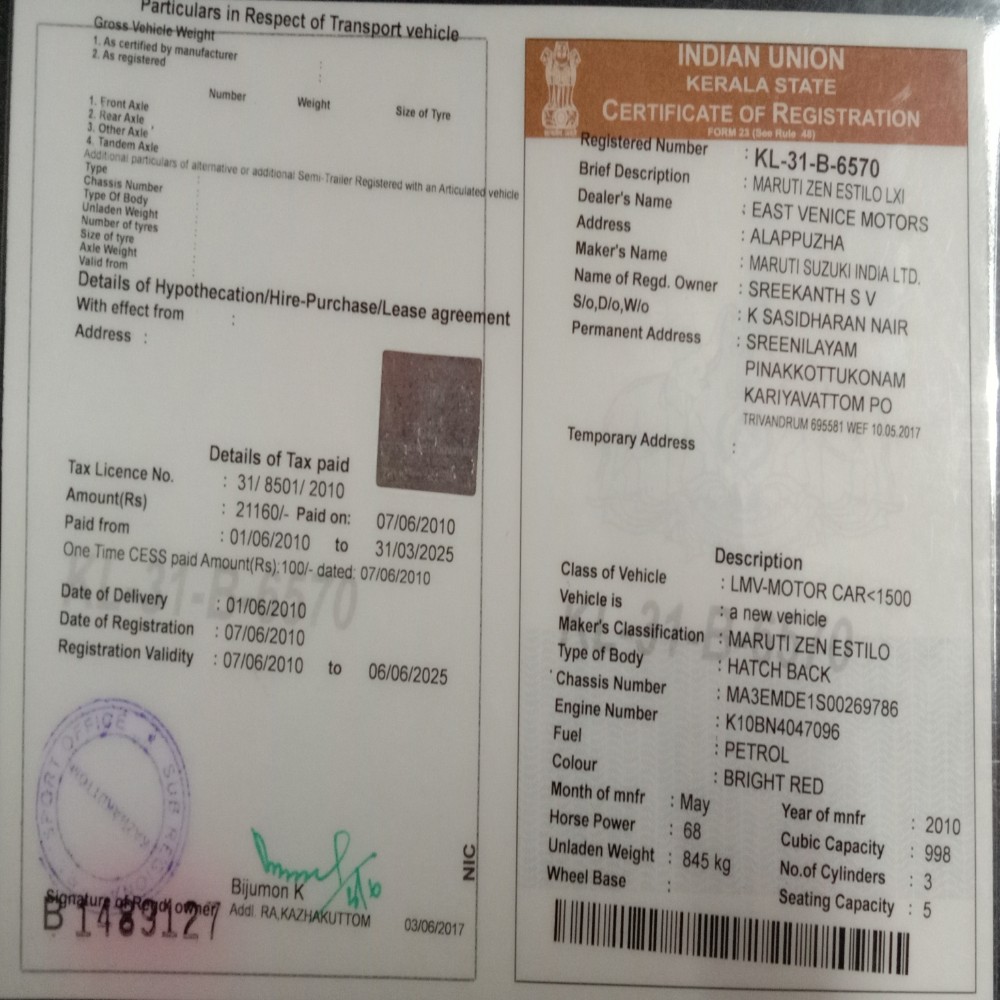 Particulars in Respect of Transport vehicle
Gross Vehicle Weight
1. As certified by manufacturer :
2. As registered :
Number Weight Size of Tyre
1. Front Axle
2. Rear Axle
3. Other Axle
4. Tandem Axle
Additional particulars of alternative or additional Semi-Trailer Registered with an Articulated vehicle
Type :
Chassis Number :
Type Of Body :
Unladen Weight :
Number of tyres :
Size of tyre :
Axle Weight :
Valid from :
Details of Hypothecation/Hire-Purchase/Lease agreement
With effect from :
Address :
Details of Tax paid
Tax Licence No. : 31/ 8501/ 2010
Amount(Rs) : 21160/- Paid on: 07/06/2010
Paid from : 01/06/2010 to 31/03/2025
One Time CESS paid Amount(Rs):100/- dated: 07/06/2010
KL-31-B-6570
Date of Delivery : 01/06/2010
Date of Registration : 07/06/2010
Registration Validity : 07/06/2010 to 06/06/2025
SPORT OFFICE ★ SUB REGION
Bijumon K
Signature of Regd. owner
Addl. RA,KAZHAKUTTOM 03/06/2017
B 1489127
NIC
INDIAN UNION
KERALA STATE
CERTIFICATE OF REGISTRATION
FORM 23 (See Rule 48)
Registered Number : KL-31-B-6570
Brief Description : MARUTI ZEN ESTILO LXI
Dealer's Name : EAST VENICE MOTORS
Address : ALAPPUZHA
Maker's Name : MARUTI SUZUKI INDIA LTD.
Name of Regd. Owner : SREEKANTH S V
S/o,D/o,W/o : K SASIDHARAN NAIR
Permanent Address : SREENILAYAM
PINAKKOTTUKONAM
KARIYAVATTOM PO
TRIVANDRUM 695581 WEF 10.05.2017
Temporary Address :
Description
Class of Vehicle : LMV-MOTOR CAR<1500
Vehicle is : a new vehicle
KL-31-B-6570
Maker's Classification : MARUTI ZEN ESTILO
Type of Body : HATCH BACK
Chassis Number : MA3EMDE1S00269786
Engine Number : K10BN4047096
Fuel : PETROL
Colour : BRIGHT RED
Month of mnfr : May Year of mnfr : 2010
Horse Power : 68 Cubic Capacity : 998
Unladen Weight : 845 kg No.of Cylinders : 3
Wheel Base : Seating Capacity : 5